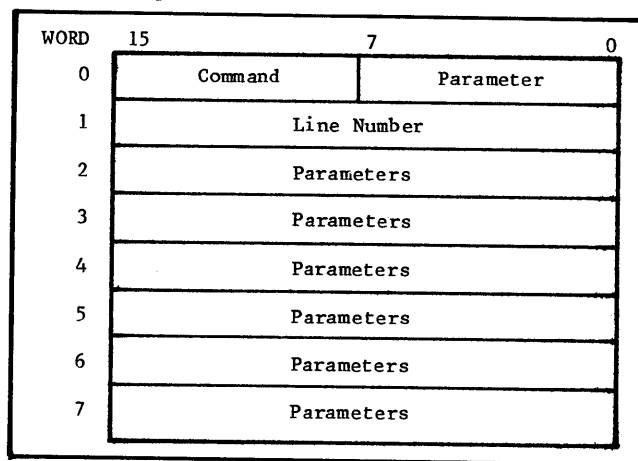 WORD 15 7 0
0 Command Parameter
1 Line Number
2 Parameters
3 Parameters
4 Parameters
5 Parameters
6 Parameters
7 Parameters